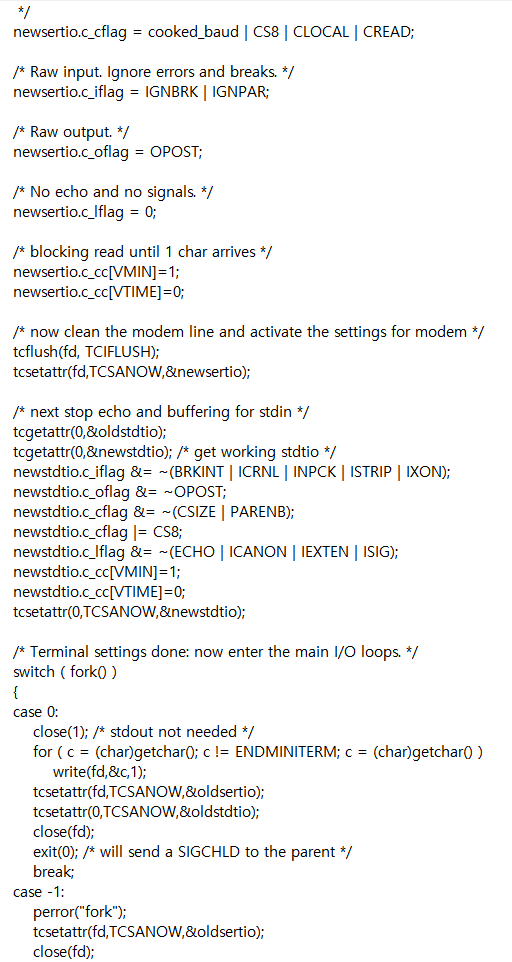 */
newsertio.c_cflag = cooked_baud | CS8 | CLOCAL | CREAD;

/* Raw input. Ignore errors and breaks. */
newsertio.c_iflag = IGNBRK | IGNPAR;

/* Raw output. */
newsertio.c_oflag = OPOST;

/* No echo and no signals. */
newsertio.c_lflag = 0;

/* blocking read until 1 char arrives */
newsertio.c_cc[VMIN]=1;
newsertio.c_cc[VTIME]=0;

/* now clean the modem line and activate the settings for modem */
tcflush(fd, TCIFLUSH);
tcsetattr(fd,TCSANOW,&newsertio);

/* next stop echo and buffering for stdin */
tcgetattr(0,&oldstdtio);
tcgetattr(0,&newstdtio); /* get working stdtio */
newstdtio.c_iflag &= ~(BRKINT | ICRNL | INPCK | ISTRIP | IXON);
newstdtio.c_oflag &= ~OPOST;
newstdtio.c_cflag &= ~(CSIZE | PARENB);
newstdtio.c_cflag |= CS8;
newstdtio.c_lflag &= ~(ECHO | ICANON | IEXTEN | ISIG);
newstdtio.c_cc[VMIN]=1;
newstdtio.c_cc[VTIME]=0;
tcsetattr(0,TCSANOW,&newstdtio);

/* Terminal settings done: now enter the main I/O loops. */
switch ( fork() )
{
case 0:
    close(1); /* stdout not needed */
    for ( c = (char)getchar(); c != ENDMINITERM; c = (char)getchar() )
        write(fd,&c,1);
    tcsetattr(fd,TCSANOW,&oldsertio);
    tcsetattr(0,TCSANOW,&oldstdtio);
    close(fd);
    exit(0); /* will send a SIGCHLD to the parent */
    break;
case -1:
    perror("fork");
    tcsetattr(fd,TCSANOW,&oldsertio);
    close(fd);